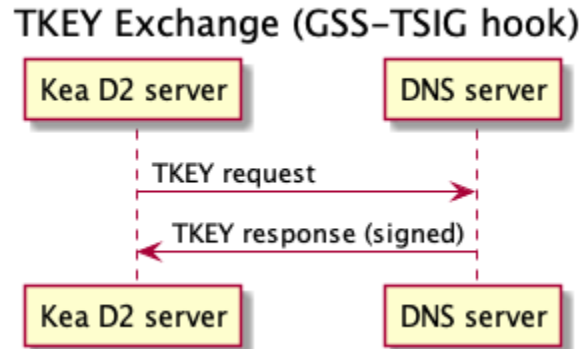 TKEY Exchange (GSS-TSIG hook)
Kea D2 server
DNS server
TKEY request
TKEY response (signed)
Kea D2 server
DNS server